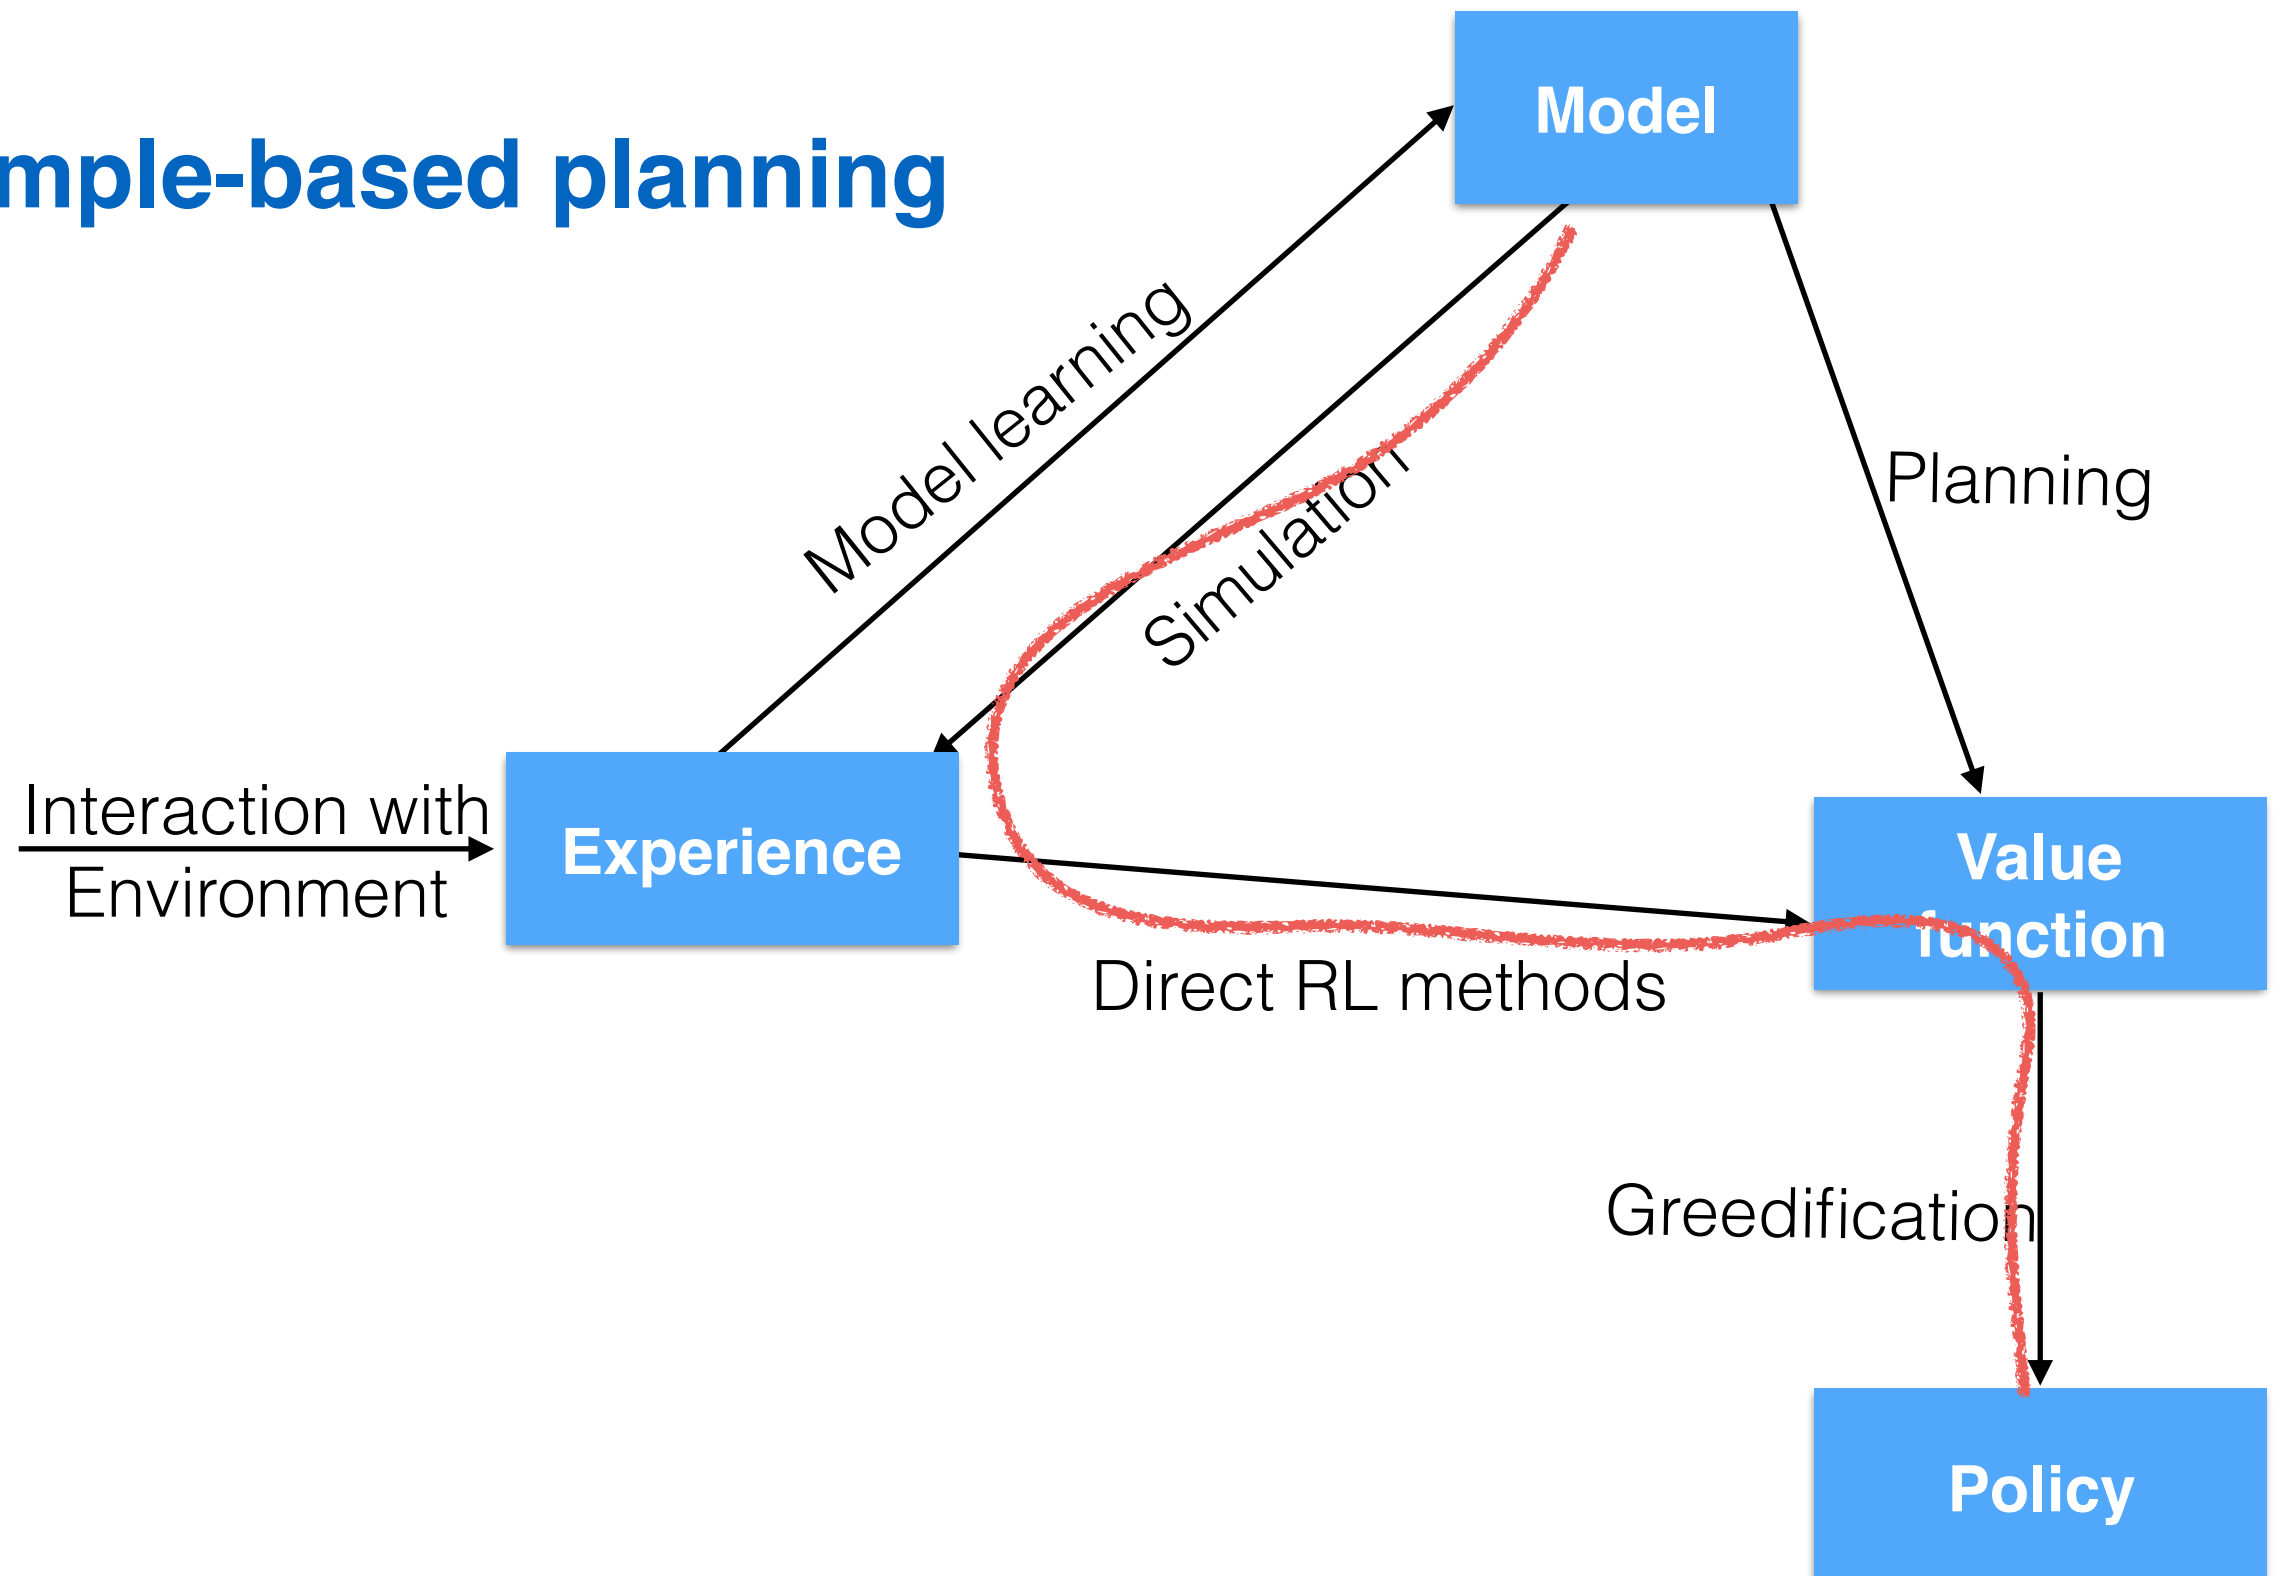 Model
mple-based planning
Model learning
Simulation
Planning
Interaction with
Environment
Experience
Value
function
Direct RL methods
Greedification
Policy